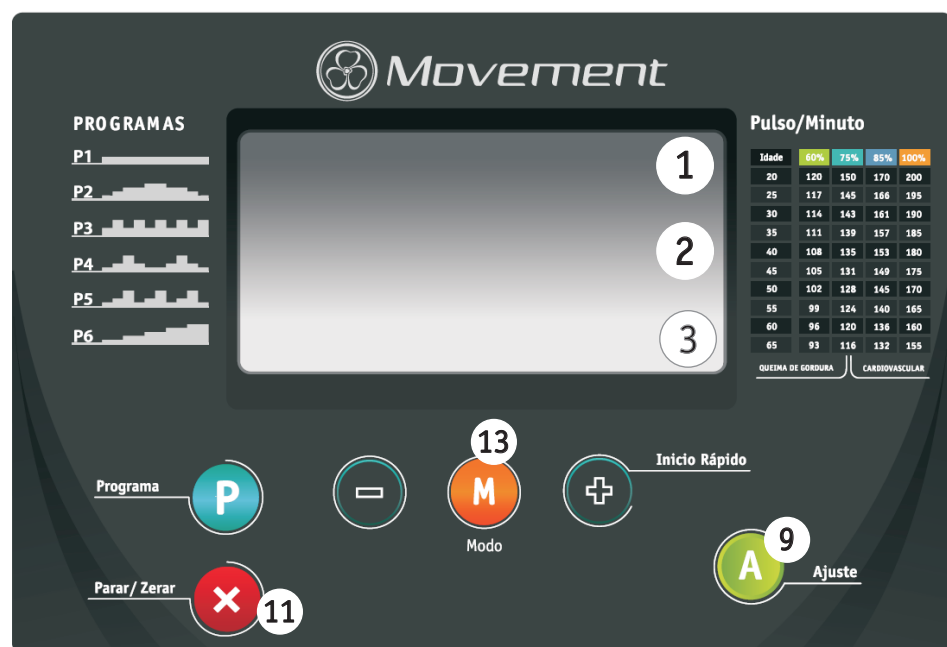 Movement
PROGRAMAS
P1
P2
P3
P4
P5
P6
1
2
3
Pulso/Minuto
Idade 60% 75% 85% 100%
20 120 150 170 200
25 117 145 166 195
30 114 143 161 190
35 111 139 157 185
40 108 135 153 180
45 105 131 149 175
50 102 128 145 170
55 99 124 140 165
60 96 120 136 160
65 93 116 132 155
QUEIMA DE GORDURA CARDIOVASCULAR
13
Programa P
M
Modo
Inicio Rápido
Parar/ Zerar
11
9
A
Ajuste